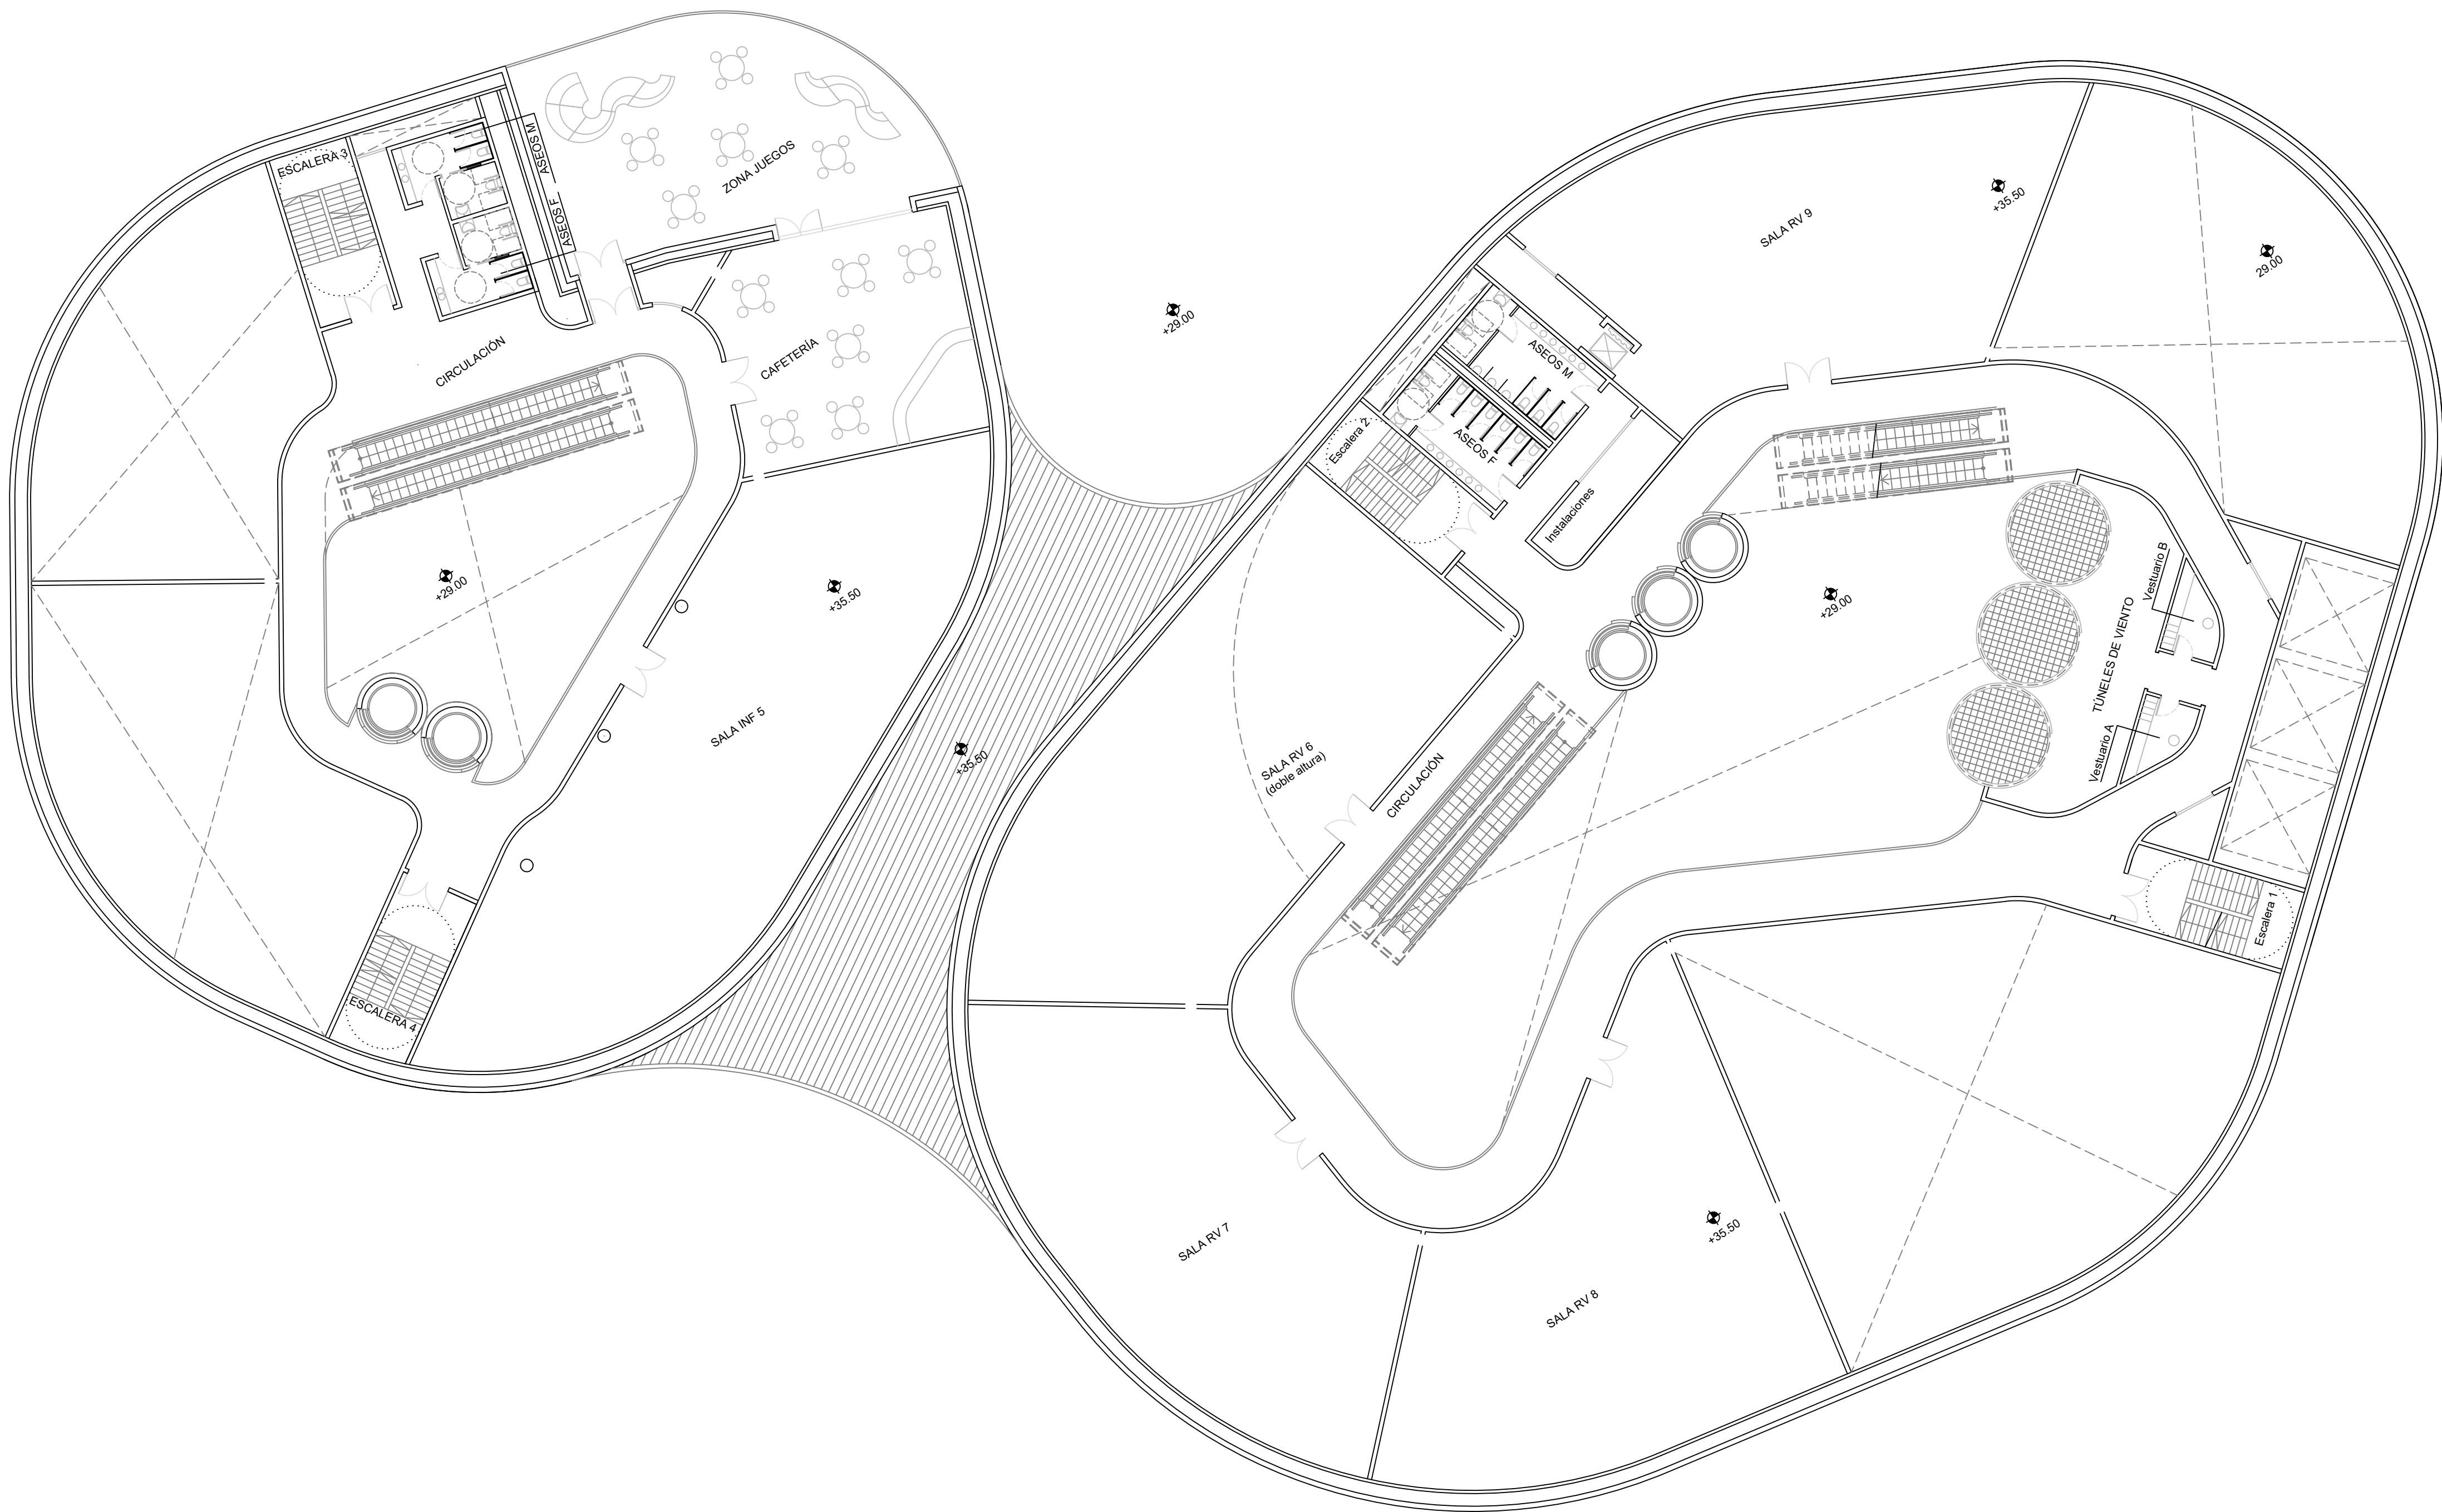 ESCALERA 3
ASEOS M
ASEOS F
ZONA JUEGOS
CIRCULACIÓN
CAFETERÍA
+29.00
+35.50
SALA INF 5
ESCALERA 4
+29.00
+35.50
SALA RV 9
+35.50
29.00
ASEOS M
ASEOS F
Escalera 2
Instalaciones
+29.00
Vestuario B
TÚNELES DE VIENTO
Vestuario A
SALA RV 6
(doble altura)
CIRCULACIÓN
Escalera 1
SALA RV 7
SALA RV 8
+35.50